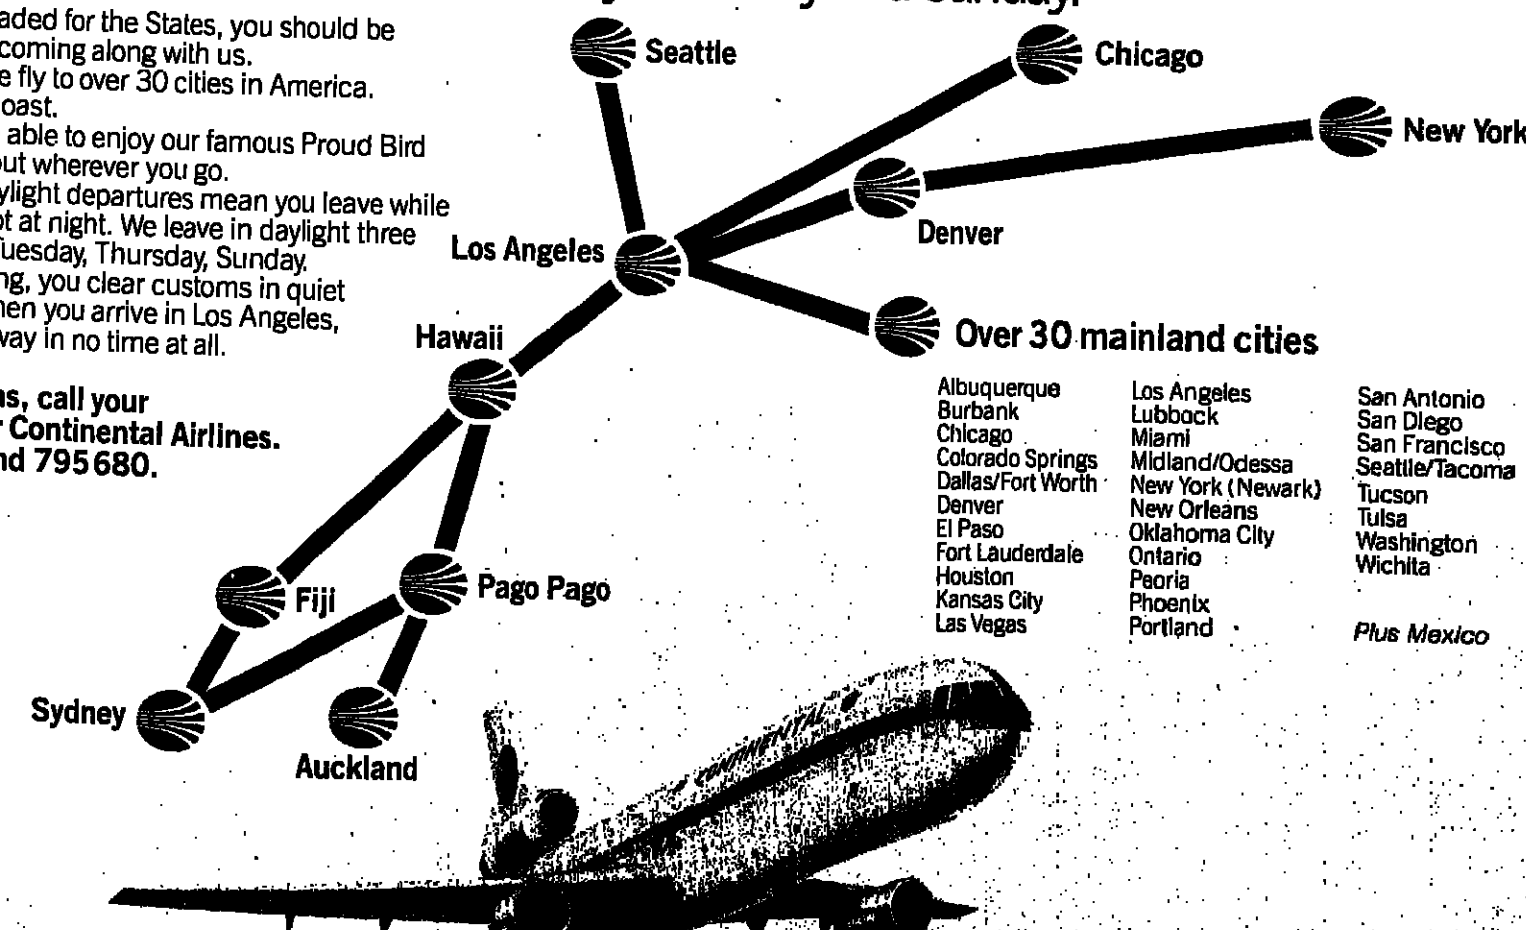 aded for the States, you should be
coming along with us.
e fly to over 30 cities in America.
oast.
able to enjoy our famous Proud Bird
out wherever you go.
ylight departures mean you leave while
ot at night. We leave in daylight three
uesday, Thursday, Sunday.
ng, you clear customs in quiet
hen you arrive in Los Angeles,
way in no time at all.
ns, call your
r Continental Airlines.
nd 795680.
Seattle
Chicago
New York
Denver
Los Angeles
Hawaii
Over 30 mainland cities
Fiji
Pago Pago
Sydney
Auckland
Albuquerque
Burbank
Chicago
Colorado Springs
Dallas/Fort Worth
Denver
El Paso
Fort Lauderdale
Houston
Kansas City
Las Vegas
Los Angeles
Lubbock
Miami
Midland/Odessa
New York (Newark)
New Orleans
Oklahoma City
Ontario
Peoria
Phoenix
Portland
San Antonio
San Diego
San Francisco
Seattle/Tacoma
Tucson
Tulsa
Washington
Wichita
Plus Mexico
CONTINENTAL